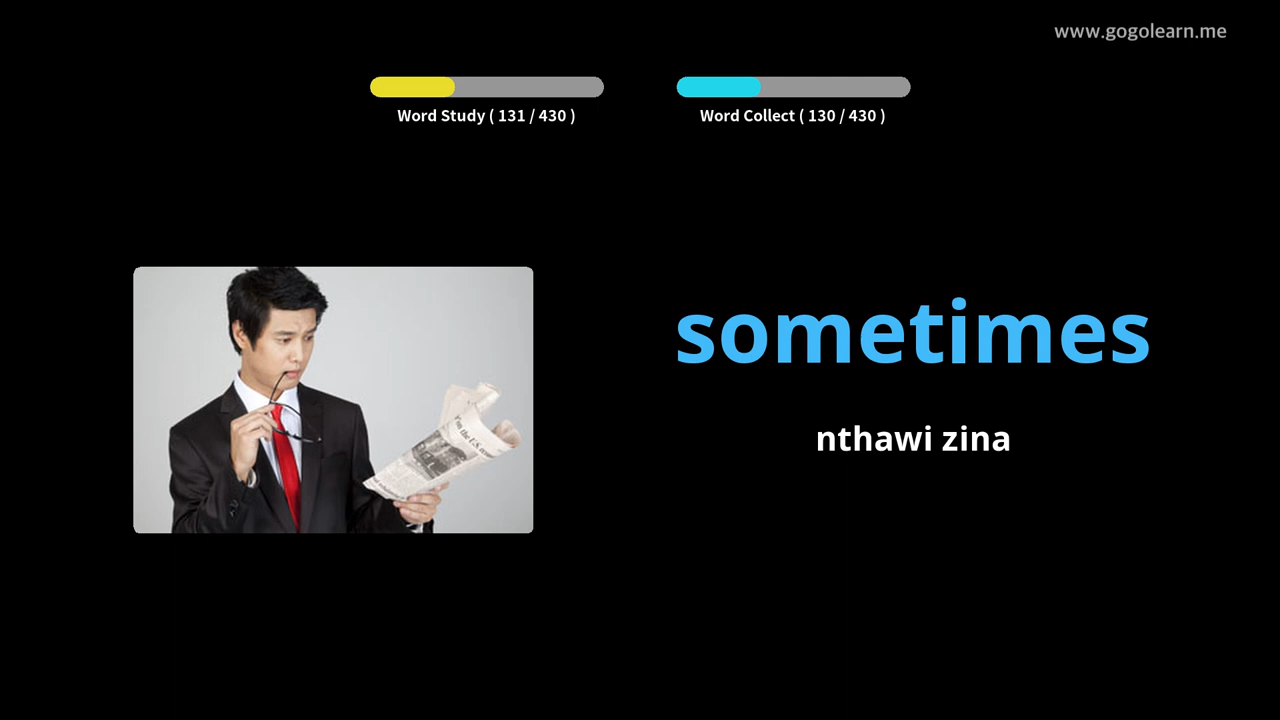 www.gogolearn.me
Word Study ( 131 / 430 )
Word Collect ( 130 / 430 )
sometimes
nthawi zina